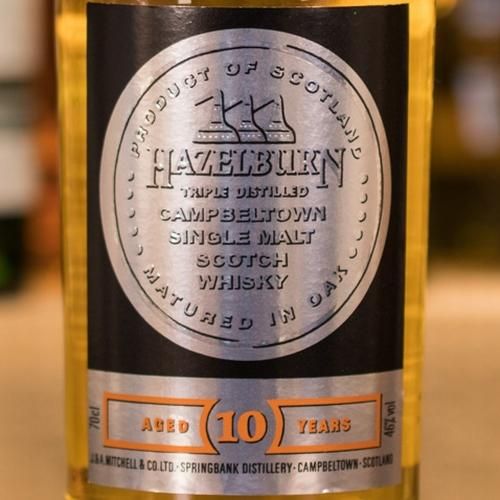 PRODUCT OF SCOTLAND
HAZELBURN
TRIPLE DISTILLED
CAMPBELTOWN
SINGLE MALT
SCOTCH
WHISKY
MATURED IN OAK
70cl
AGED 10 YEARS
46% vol
J.&A. MITCHELL & CO. LTD · SPRINGBANK DISTILLERY · CAMPBELTOWN · SCOTLAND